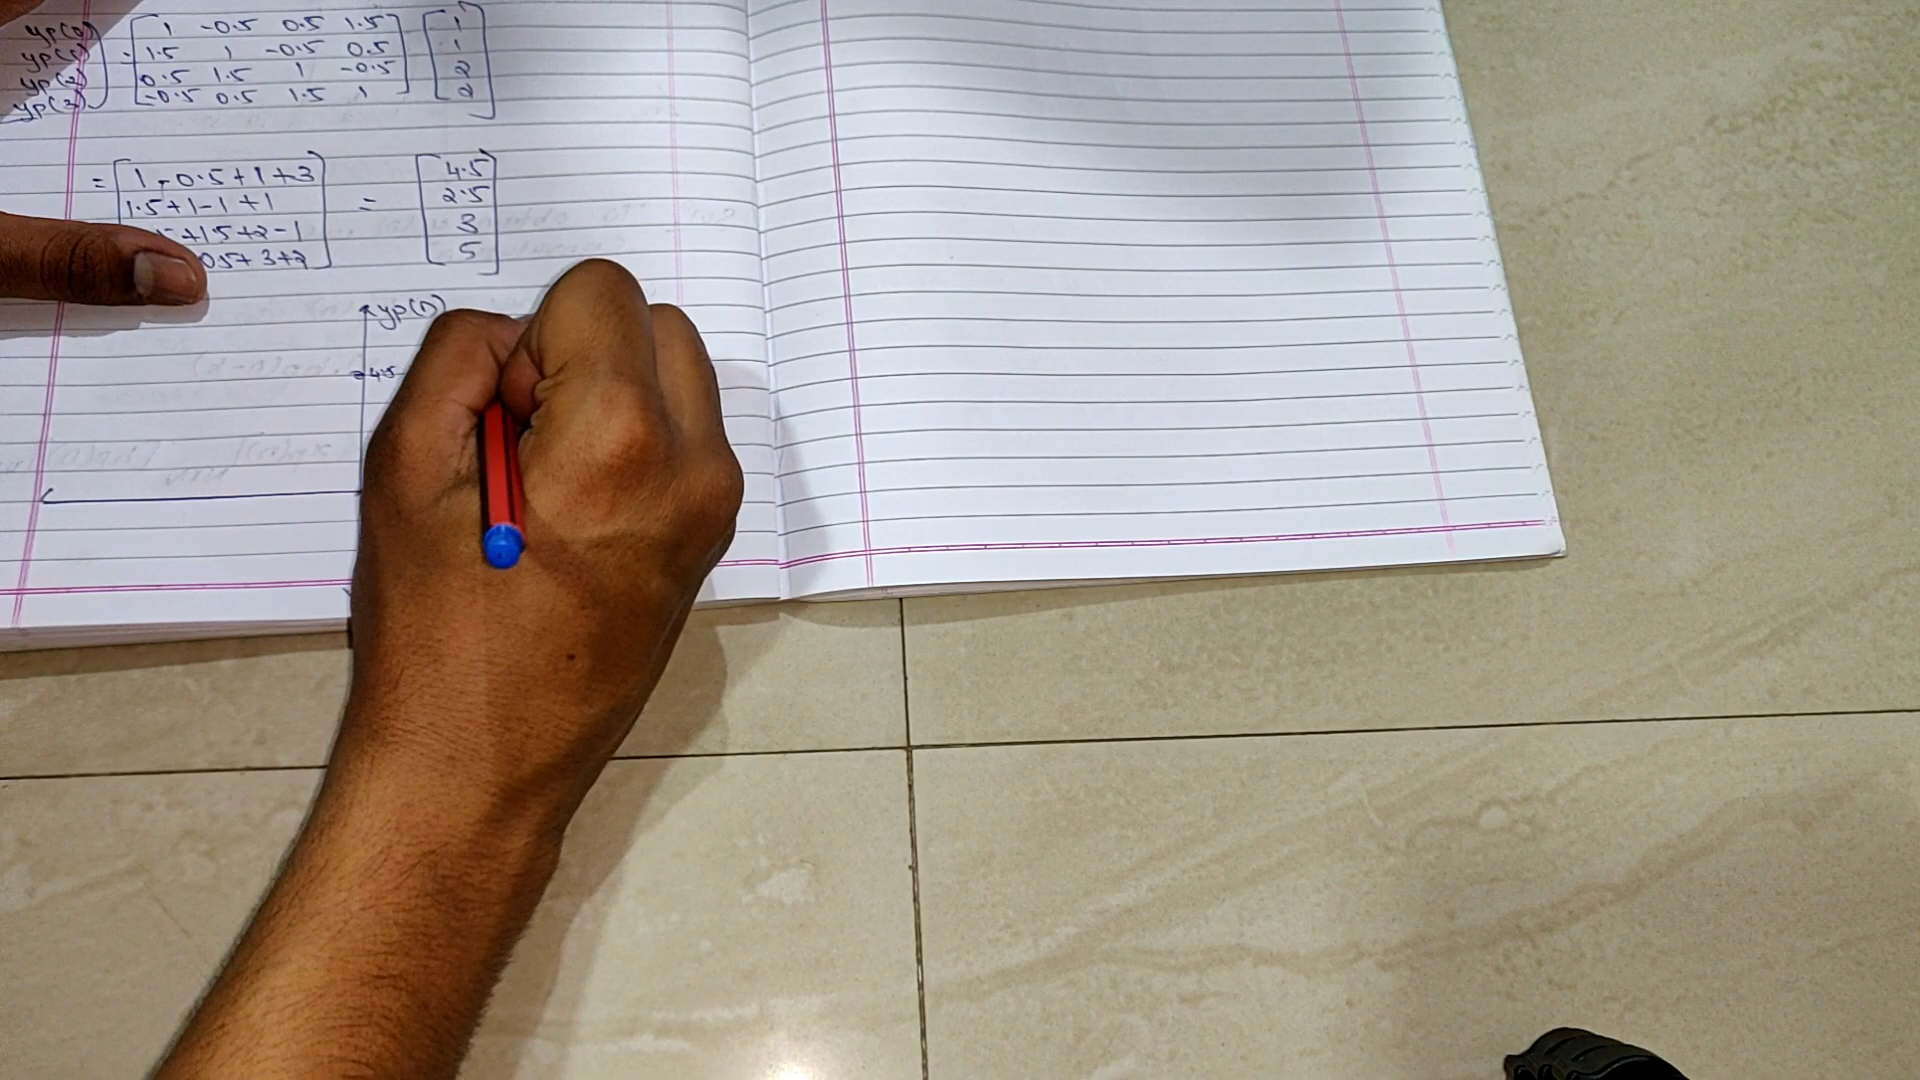 yp(0) = [ 1 -0.5 0.5 1.5 ] [ 1 ]
yp(1) 1.5 1 -0.5 0.5 1
yp(2) 0.5 1.5 1 -0.5 2
yp(3) -0.5 0.5 1.5 1 2
= [ 1-0.5+1+3 ] = [ 4.5 ]
1.5+1-1+1 2.5
+1.5+2-1 3
0.5+3+2 5
yp(n)
4.5